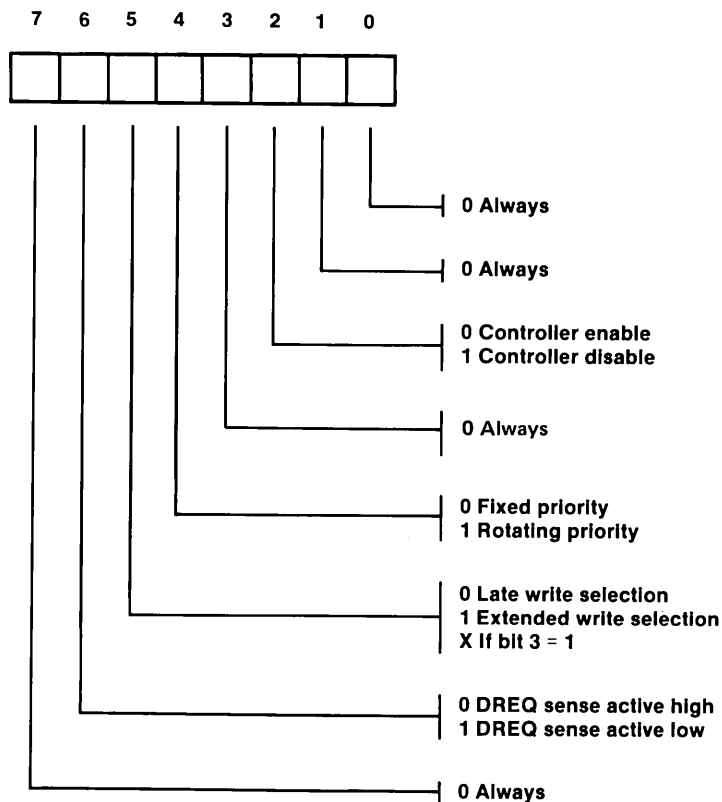 7 6 5 4 3 2 1 0
0 Always
0 Always
0 Controller enable
1 Controller disable
0 Always
0 Fixed priority
1 Rotating priority
0 Late write selection
1 Extended write selection
X If bit 3 = 1
0 DREQ sense active high
1 DREQ sense active low
0 Always